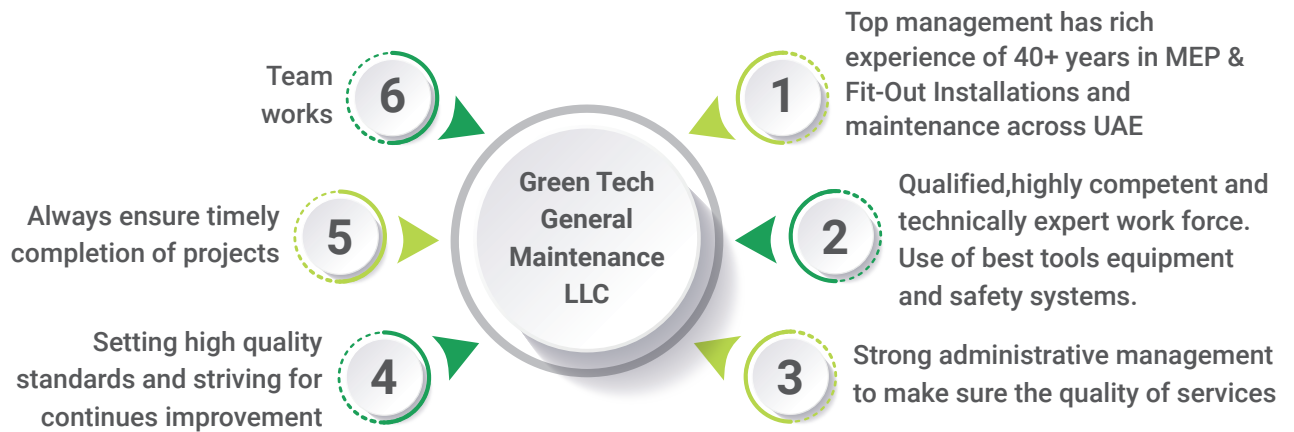 Green Tech
General
Maintenance
LLC
1
Top management has rich
experience of 40+ years in MEP &
Fit-Out Installations and
maintenance across UAE
2
Qualified,highly competent and
technically expert work force.
Use of best tools equipment
and safety systems.
3
Strong administrative management
to make sure the quality of services
4
Setting high quality
standards and striving for
continues improvement
5
Always ensure timely
completion of projects
6
Team
works